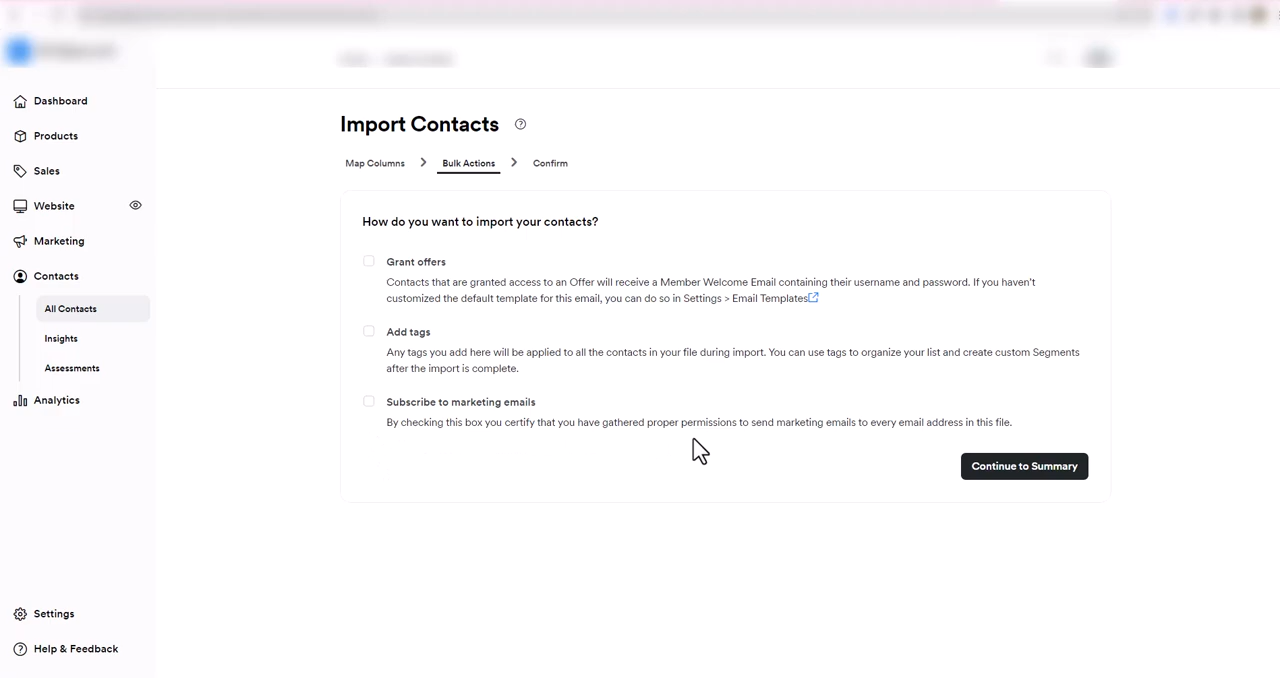 Dashboard
Products
Sales
Website
Marketing
Contacts
All Contacts
Insights
Assessments
Analytics
Settings
Help & Feedback
Import Contacts
Map Columns
Bulk Actions
Confirm
How do you want to import your contacts?
Grant offers
Contacts that are granted access to an Offer will receive a Member Welcome Email containing their username and password. If you haven't
customized the default template for this email, you can do so in Settings > Email Templates
Add tags
Any tags you add here will be applied to all the contacts in your file during import. You can use tags to organize your list and create custom Segments
after the import is complete.
Subscribe to marketing emails
By checking this box you certify that you have gathered proper permissions to send marketing emails to every email address in this file.
Continue to Summary